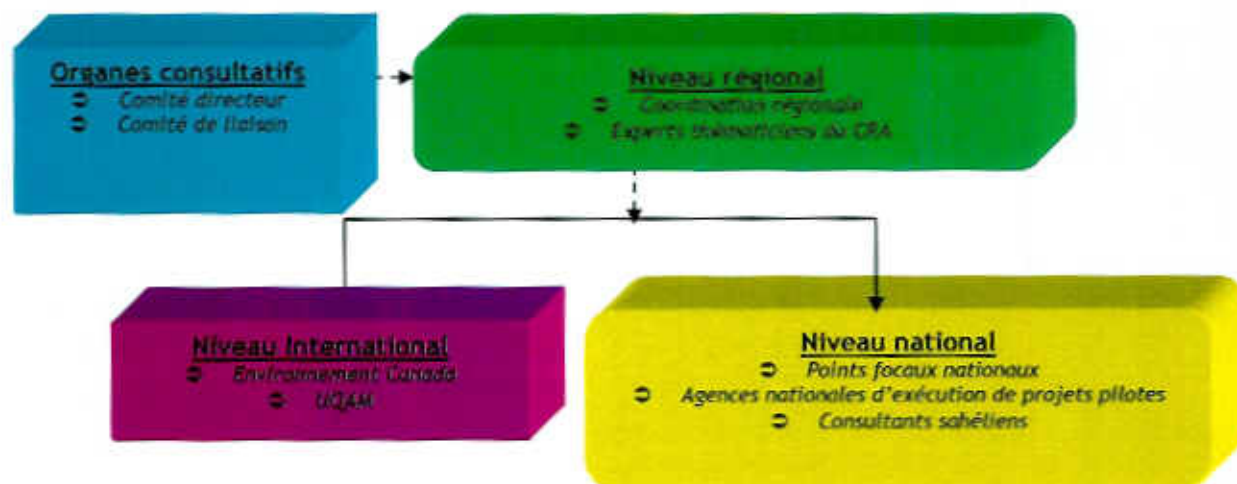 Organes consultatifs
➲ Comité directeur
➲ Comité de liaison
Niveau régional
➲ Coordination régionale
➲ Experts thématiciens du CRA
Niveau International
➲ Environnement Canada
➲ UQAM
Niveau national
➲ Points focaux nationaux
➲ Agences nationales d'exécution de projets pilotes
➲ Consultants sahéliens